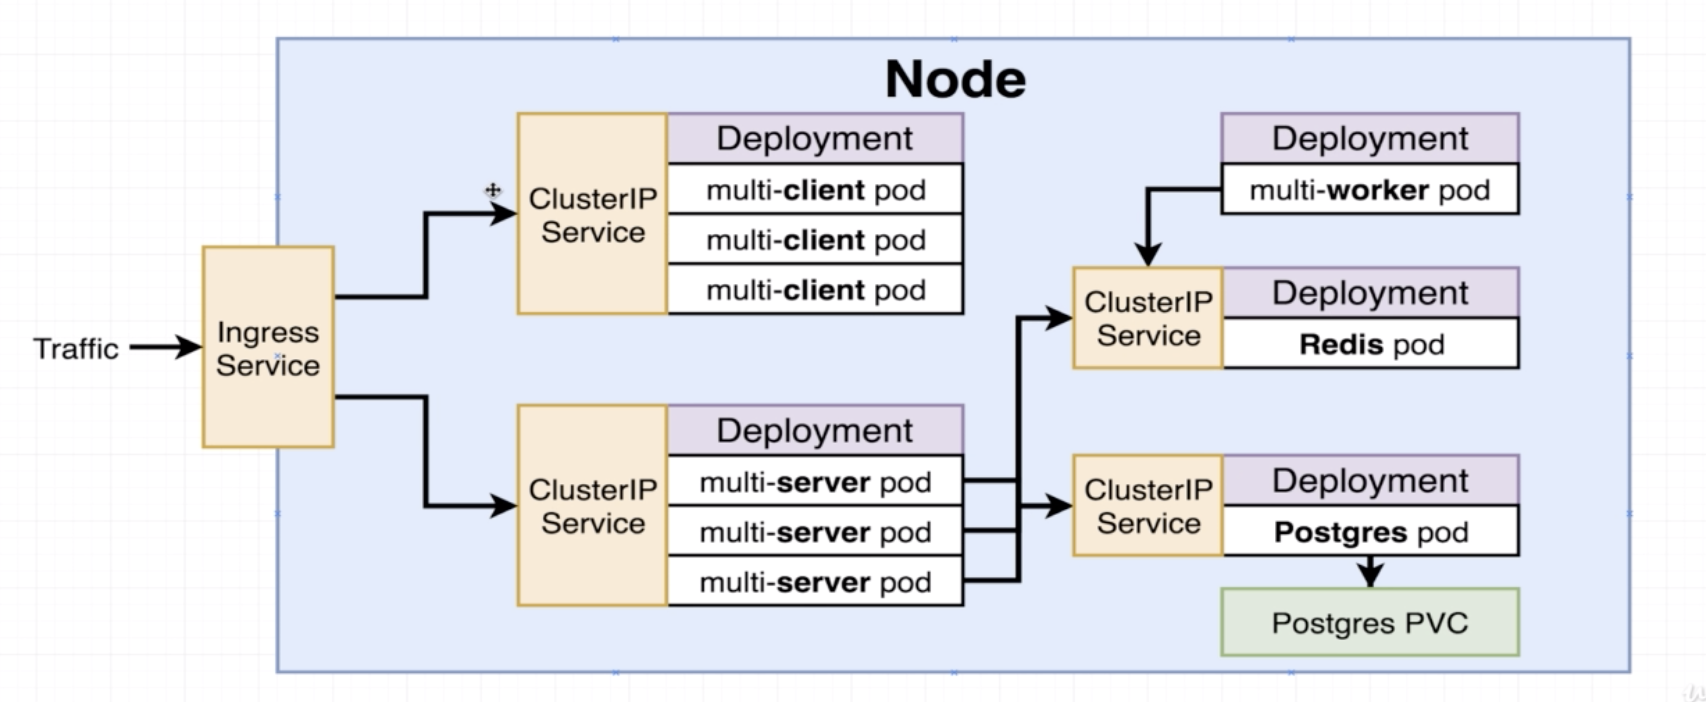 Node
Traffic
Ingress
Service
ClusterIP
Service
Deployment
multi-client pod
multi-client pod
multi-client pod
ClusterIP
Service
Deployment
multi-server pod
multi-server pod
multi-server pod
Deployment
multi-worker pod
ClusterIP
Service
Deployment
Redis pod
ClusterIP
Service
Deployment
Postgres pod
Postgres PVC